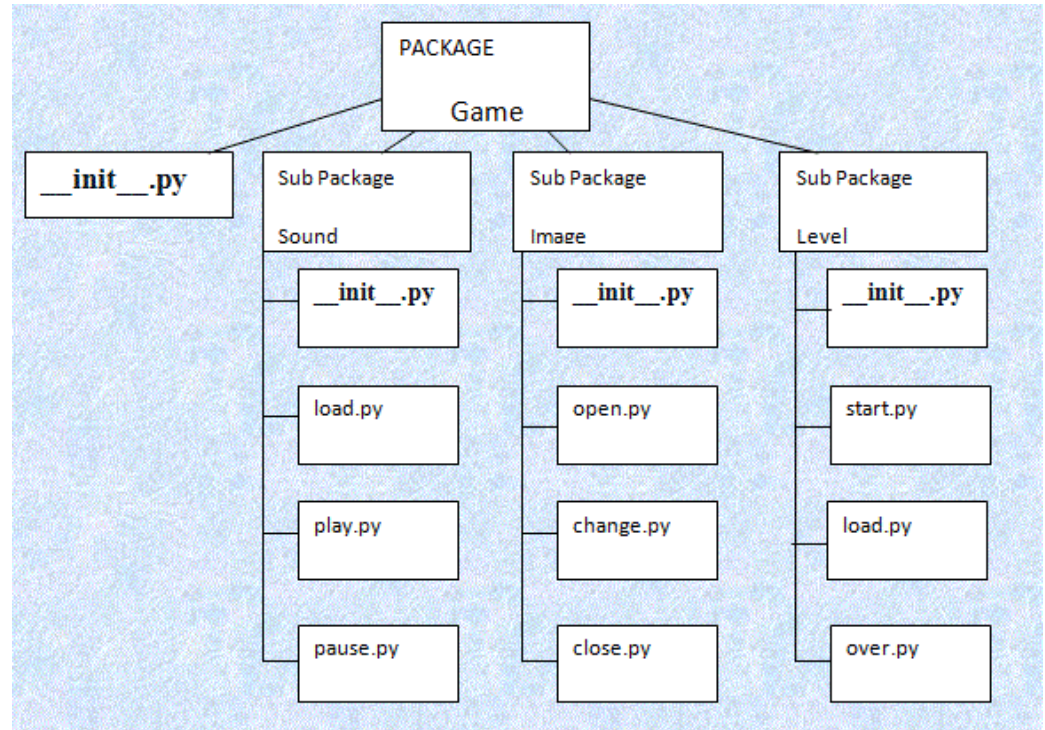 PACKAGE
Game
__init__.py
Sub Package
Sound
__init__.py
load.py
play.py
pause.py
Sub Package
Image
__init__.py
open.py
change.py
close.py
Sub Package
Level
__init__.py
start.py
load.py
over.py